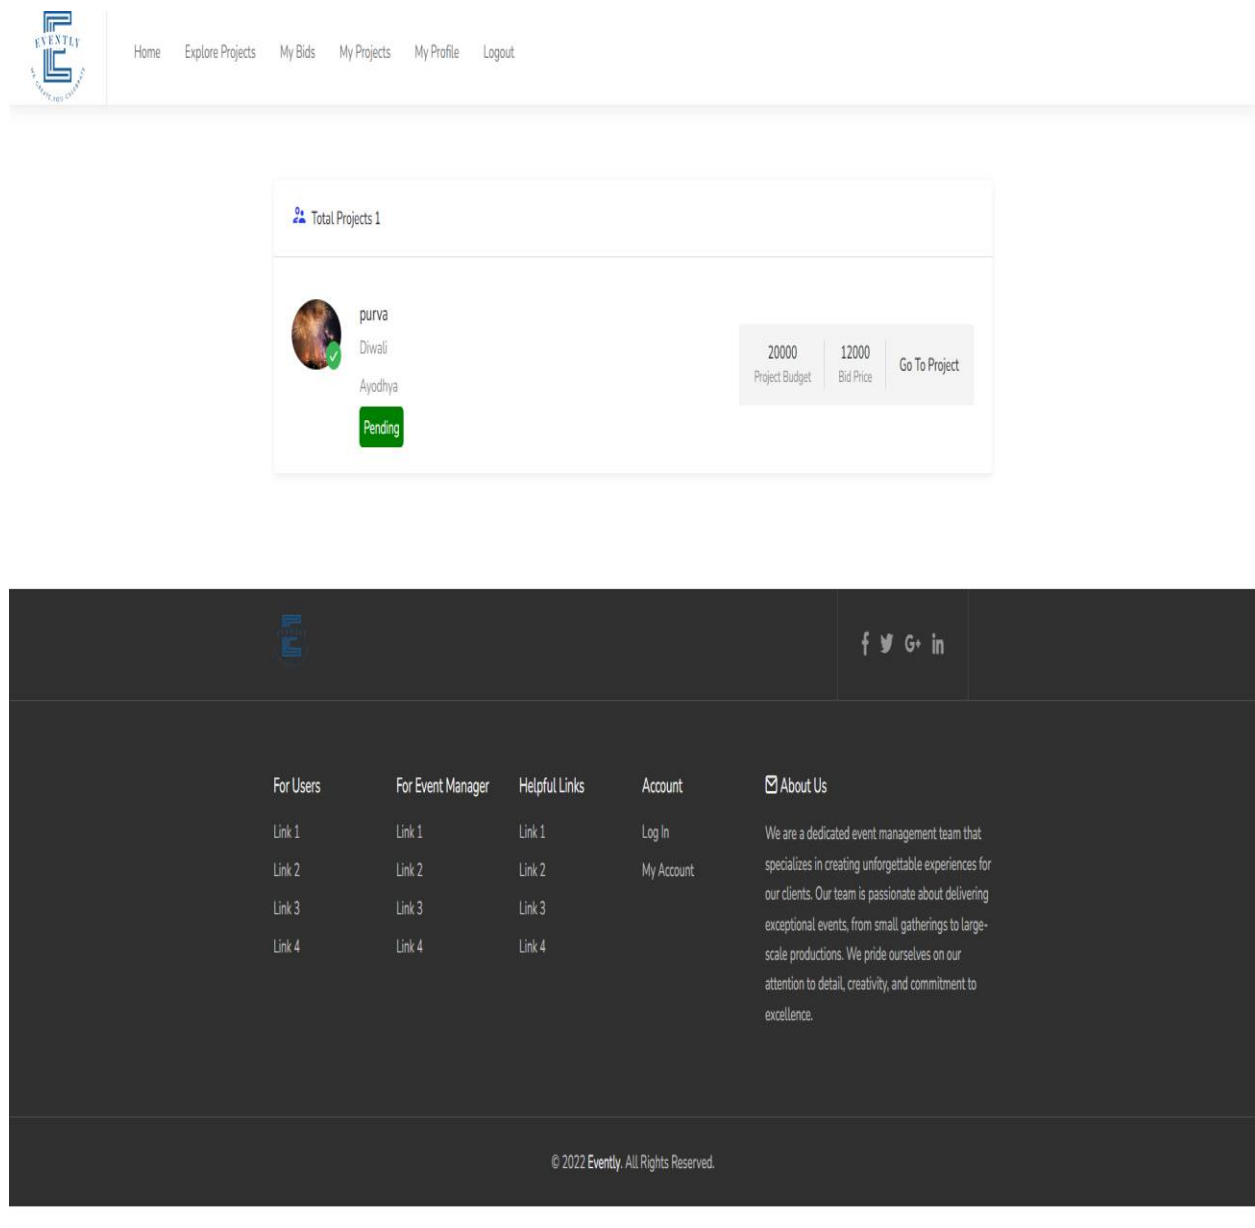 EVENTLY
WE CREATE, YOU CELEBRATE
Home Explore Projects My Bids My Projects My Profile Logout
Total Projects 1
purva
Diwali
Ayodhya
Pending
20000 12000 Go To Project
Project Budget Bid Price
EVENTLY
For Users For Event Manager Helpful Links Account About Us
Link 1 Link 1 Link 1 Log In
Link 2 Link 2 Link 2 My Account
Link 3 Link 3 Link 3
Link 4 Link 4 Link 4
We are a dedicated event management team that
specializes in creating unforgettable experiences for
our clients. Our team is passionate about delivering
exceptional events, from small gatherings to large-
scale productions. We pride ourselves on our
attention to detail, creativity, and commitment to
excellence.
© 2022 Evently. All Rights Reserved.